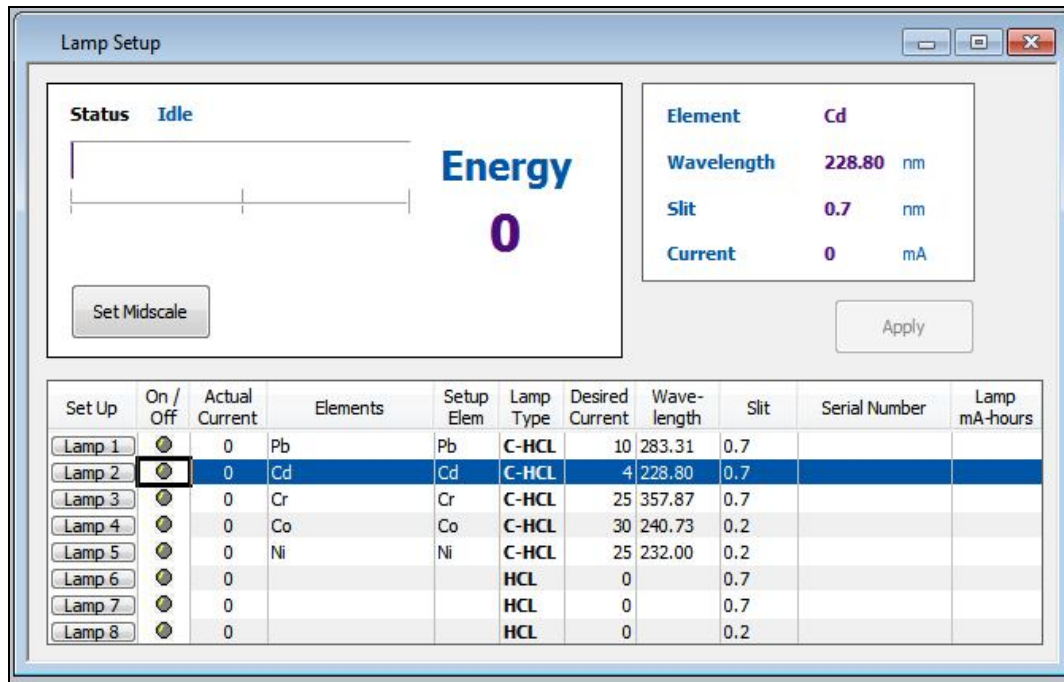 Lamp Setup
Status Idle
Energy
0
Set Midscale
Element Cd
Wavelength 228.80 nm
Slit 0.7 nm
Current 0 mA
Apply
Set Up On / Off Actual Current Elements Setup Elem Lamp Type Desired Current Wave-length Slit Serial Number Lamp mA-hours
Lamp 1 0 Pb Pb C-HCL 10 283.31 0.7
Lamp 2 0 Cd Cd C-HCL 4 228.80 0.7
Lamp 3 0 Cr Cr C-HCL 25 357.87 0.7
Lamp 4 0 Co Co C-HCL 30 240.73 0.2
Lamp 5 0 Ni Ni C-HCL 25 232.00 0.2
Lamp 6 0 HCL 0 0.7
Lamp 7 0 HCL 0 0.7
Lamp 8 0 HCL 0 0.2